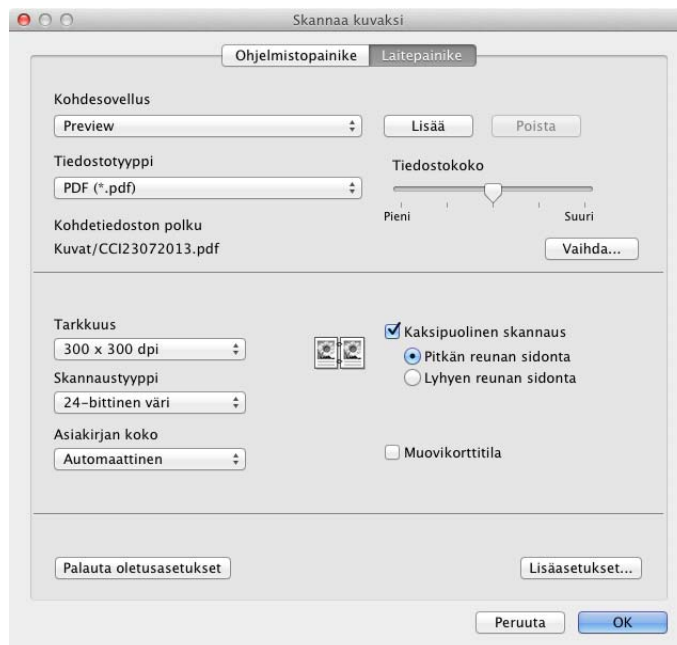 Skannaa kuvaksi
Ohjelmistopainike Laitepainike
Kohdesovellus
Preview Lisää Poista
Tiedostotyyppi Tiedostokoko
PDF (*.pdf)
Pieni Suuri
Kohdetiedoston polku
Kuvat/CCI23072013.pdf Vaihda...
Tarkkuus Kaksipuolinen skannaus
300 x 300 dpi Pitkän reunan sidonta
Skannaustyyppi Lyhyen reunan sidonta
24-bittinen väri
Asiakirjan koko
Automaattinen Muovikorttitila
Palauta oletusasetukset Lisäasetukset...
Peruuta OK